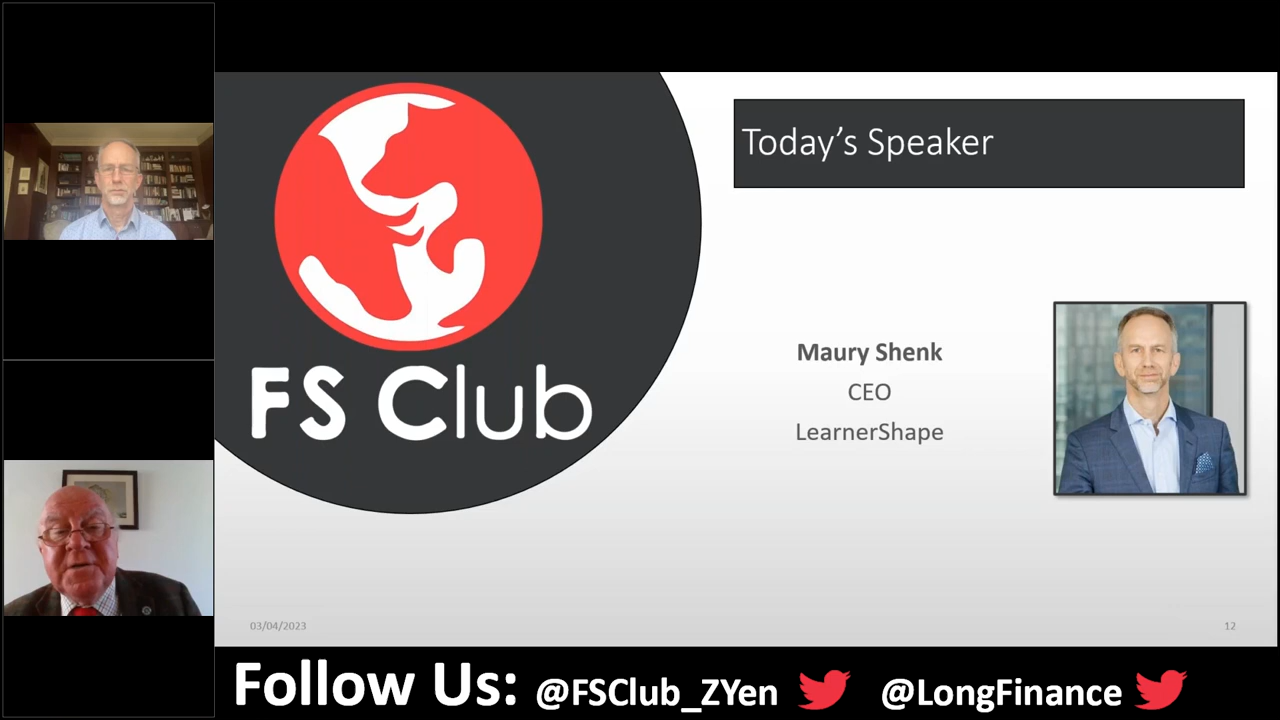 FS Club
Today's Speaker
Maury Shenk
CEO
LearnerShape
03/04/2023
12
Follow Us: @FSClub_ZYen @LongFinance